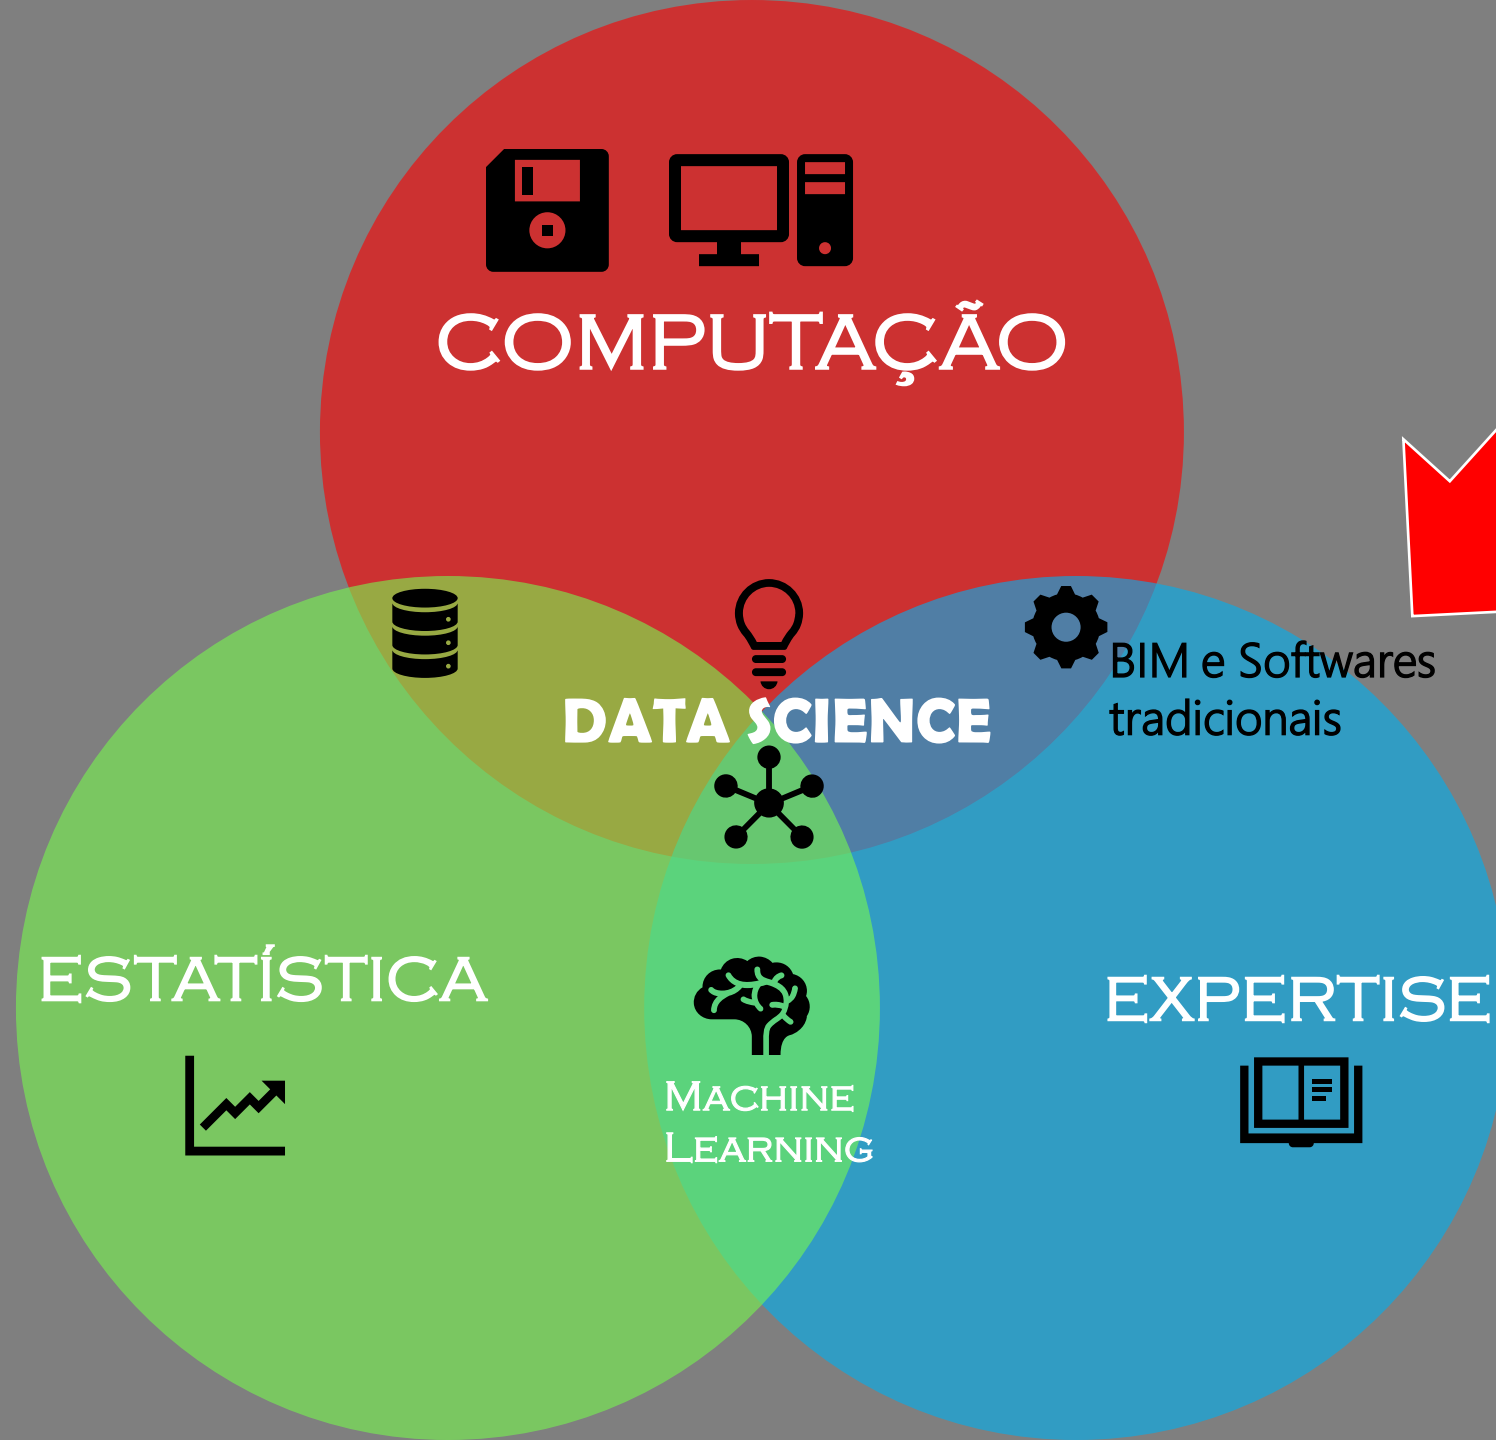 COMPUTAÇÃO
DATA SCIENCE
BIM e Softwares
tradicionais
ESTATÍSTICA
EXPERTISE
MACHINE
LEARNING